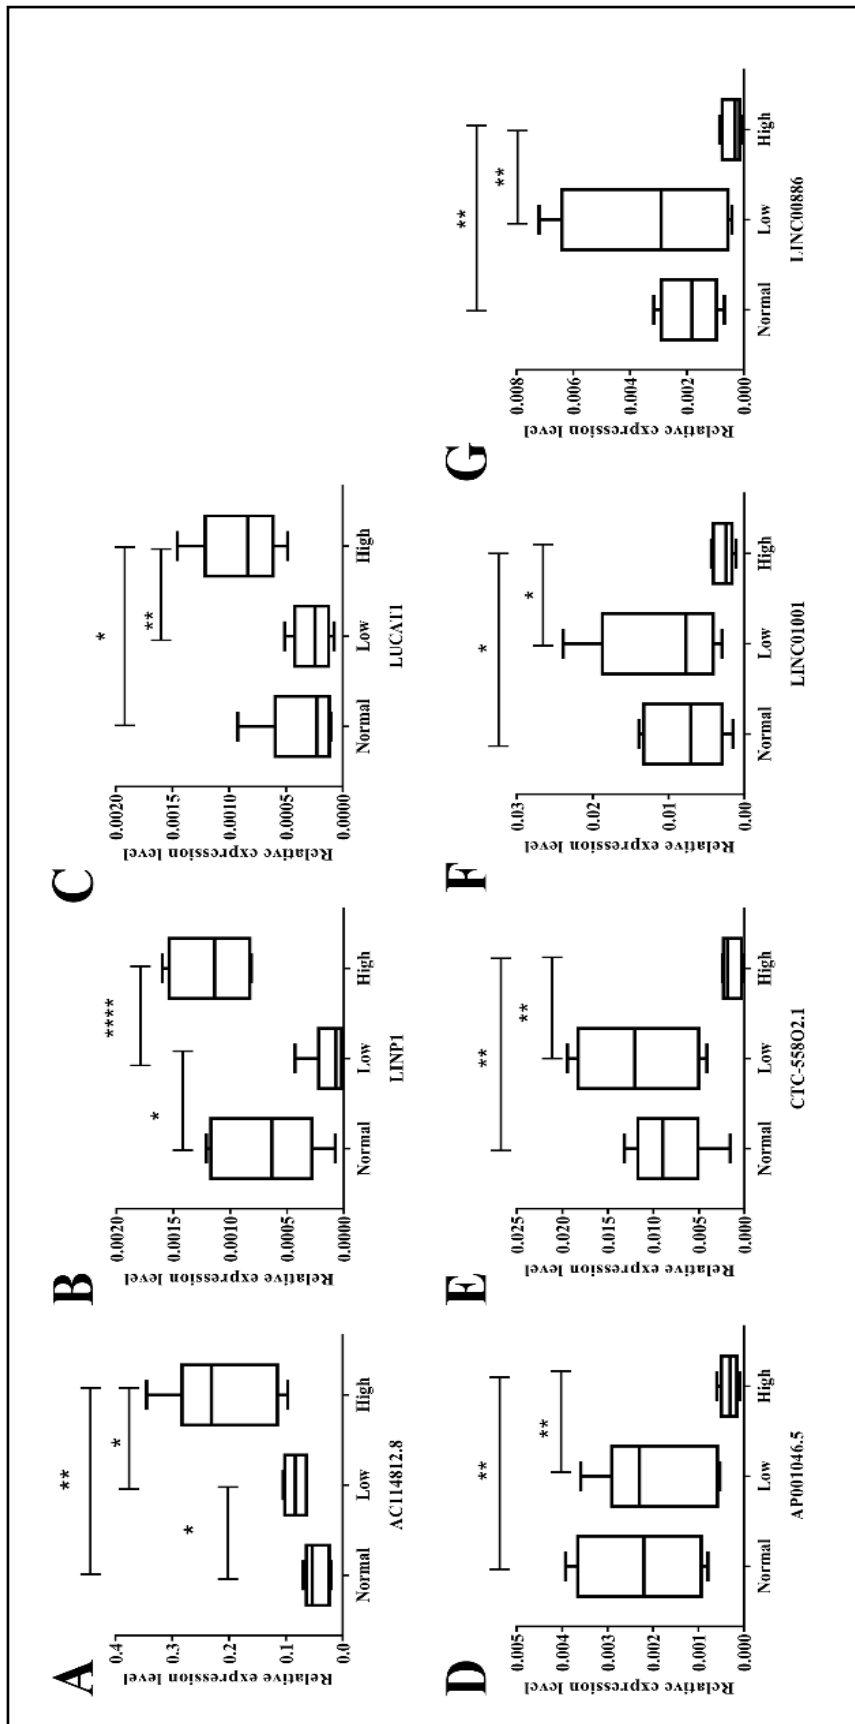 A
Relative expression level
0.4
0.3
0.2
0.1
0.0
**
*
*
Normal
Low
High
AC114812.8
B
Relative expression level
0.0020
0.0015
0.0010
0.0005
0.0000
****
*
Normal
Low
High
LINP1
C
Relative expression level
0.0020
0.0015
0.0010
0.0005
0.0000
*
**
Normal
Low
High
LUCAT1
D
Relative expression level
0.005
0.004
0.003
0.002
0.001
0.000
**
**
Normal
Low
High
AP001046.5
E
Relative expression level
0.025
0.020
0.015
0.010
0.005
0.000
**
**
Normal
Low
High
CTC-558O2.1
F
Relative expression level
0.03
0.02
0.01
0.00
*
*
Normal
Low
High
LINC01001
G
Relative expression level
0.008
0.006
0.004
0.002
0.000
**
**
Normal
Low
High
LINC00886